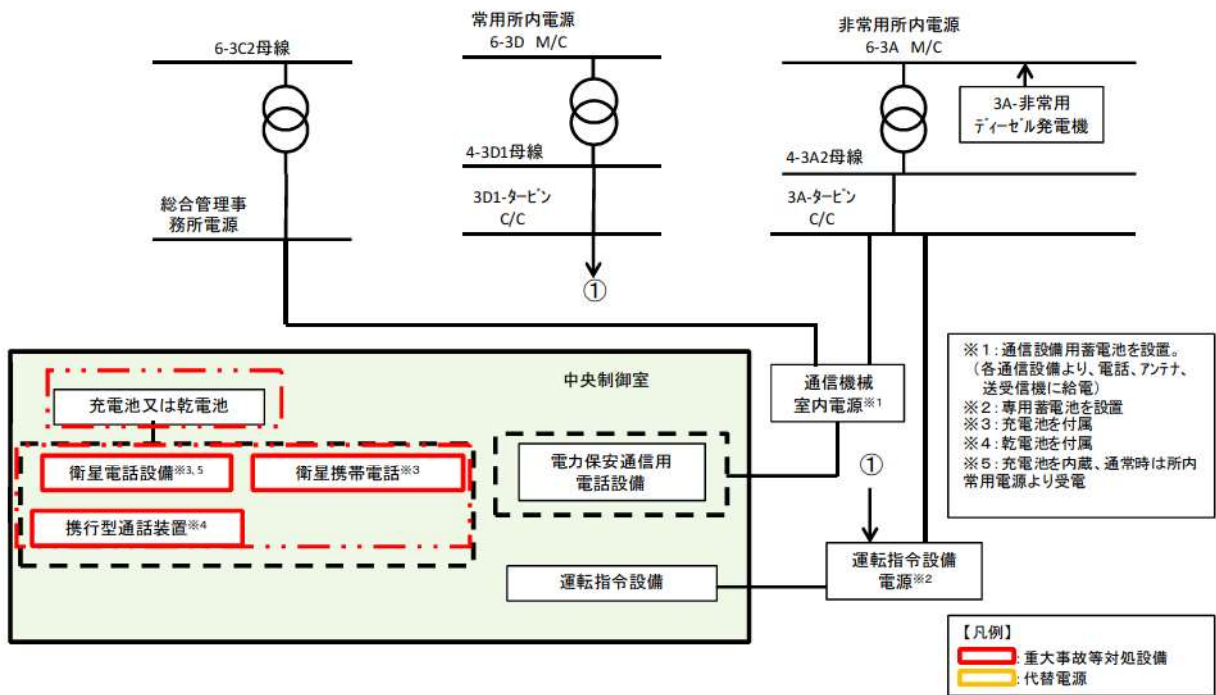 常用所内電源
6-3D M/C
非常用所内電源
6-3A M/C
6-3C2母線
3A-非常用
ディーゼル発電機
4-3D1母線
4-3A2母線
総合管理事
務所電源
3D1-タービン
C/C
3A-タービン
C/C
①
中央制御室
充電池又は乾電池
衛星電話設備※3,5
衛星携帯電話※3
携行型通話装置※4
電力保安通信用
電話設備
運転指令設備
通信機械
室内電源※1
①
運転指令設備
電源※2
※1:通信設備用蓄電池を設置。
(各通信設備より、電話、アンテナ、
送受信機に給電)
※2:専用蓄電池を設置
※3:充電池を付属
※4:乾電池を付属
※5:充電池を内蔵、通常時は所内
常用電源より受電
【凡例】
:重大事故等対処設備
:代替電源